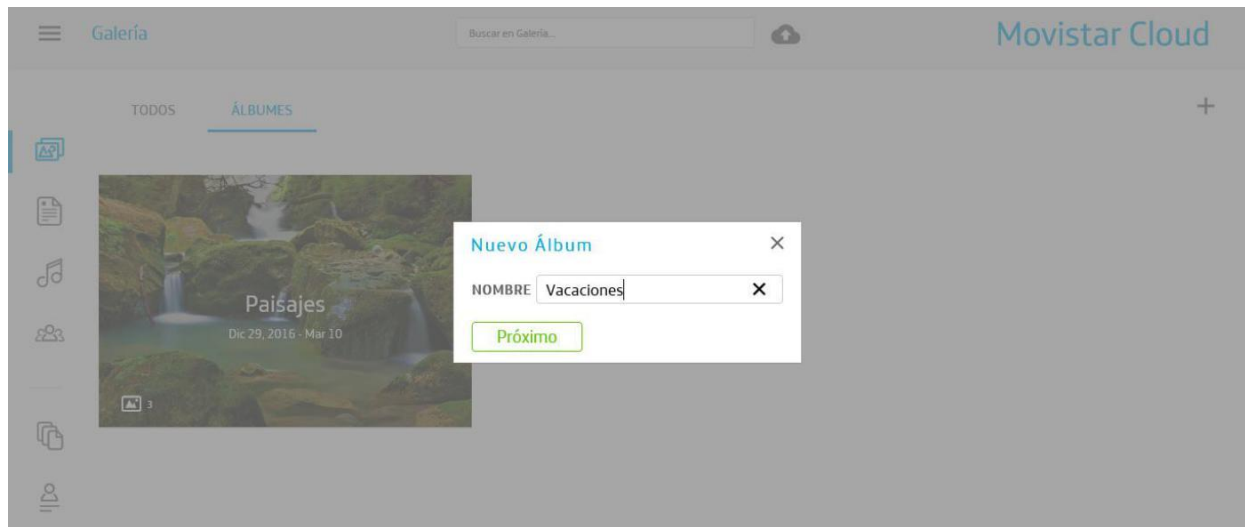 Galería
Buscar en Galería...
Movistar Cloud
TODOS
ÁLBUMES
Nuevo Álbum
NOMBRE Vacaciones
Próximo
Paisajes
Dic 29, 2016 - Mar 10
3